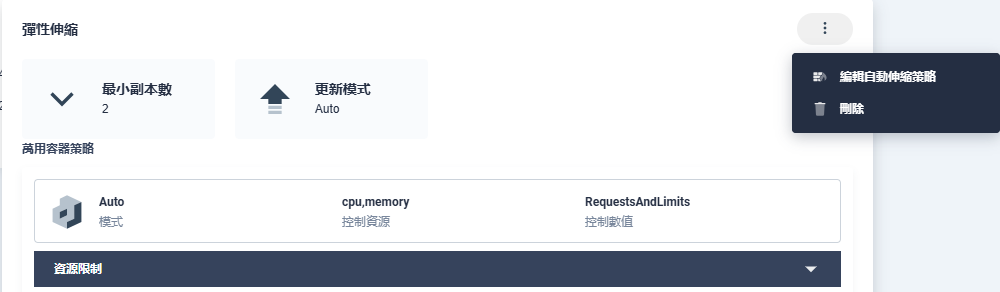 彈性伸縮
編輯自動伸縮策略
刪除
最小副本數
2
更新模式
Auto
萬用容器策略
Auto
模式
cpu,memory
控制資源
RequestsAndLimits
控制數值
資源限制